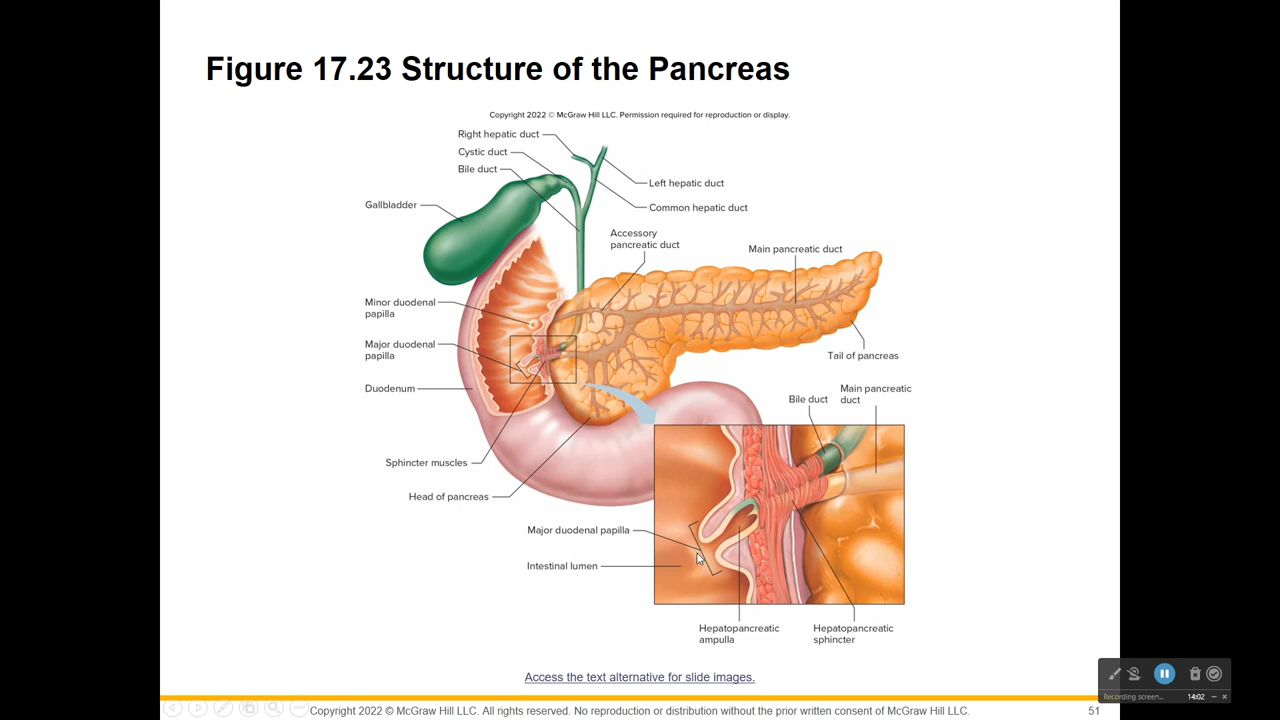 Figure 17.23 Structure of the Pancreas
Copyright 2022 © McGraw Hill LLC. Permission required for reproduction or display.
Right hepatic duct
Cystic duct
Bile duct
Left hepatic duct
Gallbladder
Common hepatic duct
Accessory
pancreatic duct
Main pancreatic duct
Minor duodenal
papilla
Major duodenal
papilla
Tail of pancreas
Duodenum
Main pancreatic
duct
Bile duct
Sphincter muscles
Head of pancreas
Major duodenal papilla
Intestinal lumen
Hepatopancreatic
ampulla
Hepatopancreatic
sphincter
Access the text alternative for slide images.
Recording screen...
14:02
Copyright 2022 © McGraw Hill LLC. All rights reserved. No reproduction or distribution without the prior written consent of McGraw Hill LLC.
51